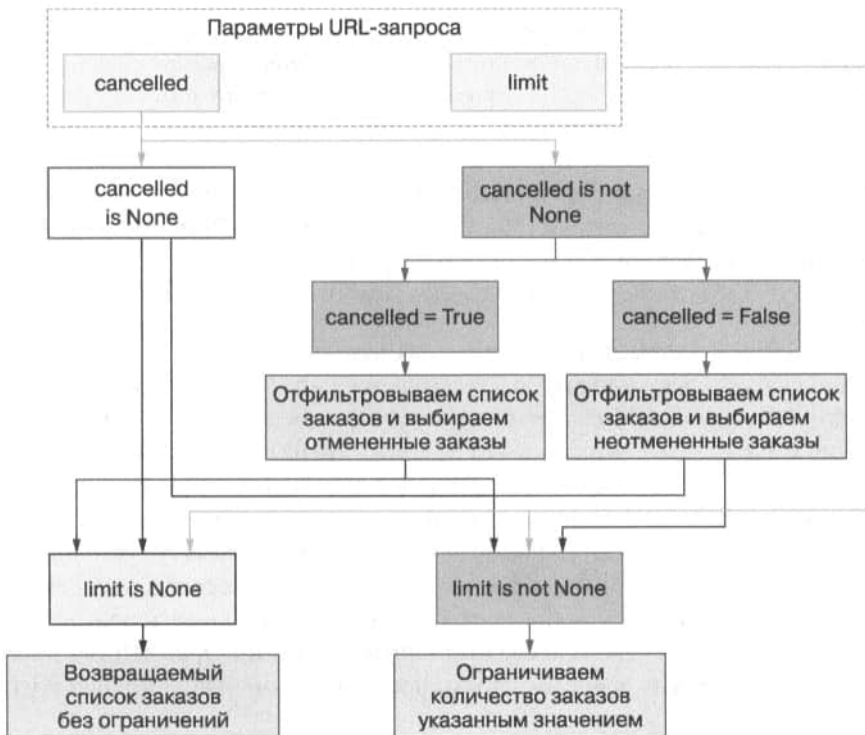 Параметры URL-запроса
cancelled
limit
cancelled
is None
cancelled is not
None
cancelled = True
cancelled = False
Отфильтровываем список
заказов и выбираем
отмененные заказы
Отфильтровываем список
заказов и выбираем
неотмененные заказы
limit is None
limit is not None
Возвращаемый
список заказов
без ограничений
Ограничиваем
количество заказов
указанным значением